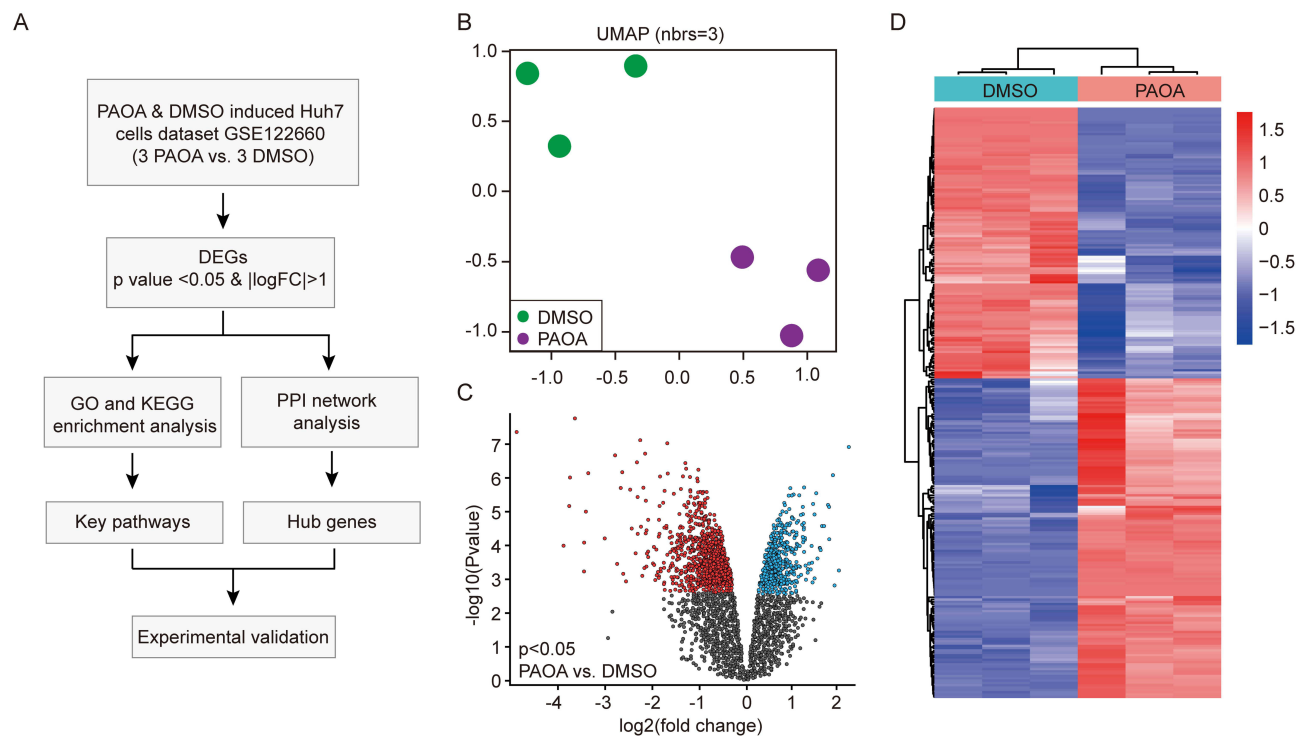 A
PAOA & DMSO induced Huh7
cells dataset GSE122660
(3 PAOA vs. 3 DMSO)
DEGs
p value <0.05 & |logFC|>1
GO and KEGG
enrichment analysis
PPI network
analysis
Key pathways
Hub genes
Experimental validation
B
UMAP (nbrs=3)
1.0
0.5
0.0
−0.5
−1.0
DMSO
PAOA
-1.0
-0.5
0.0
0.5
1.0
C
7
6
5
4
3
2
1
0
-log10(Pvalue)
p<0.05
PAOA vs. DMSO
-4
-3
-2
-1
0
1
2
log2(fold change)
D
DMSO
PAOA
1.5
1
0.5
0
−0.5
−1
−1.5